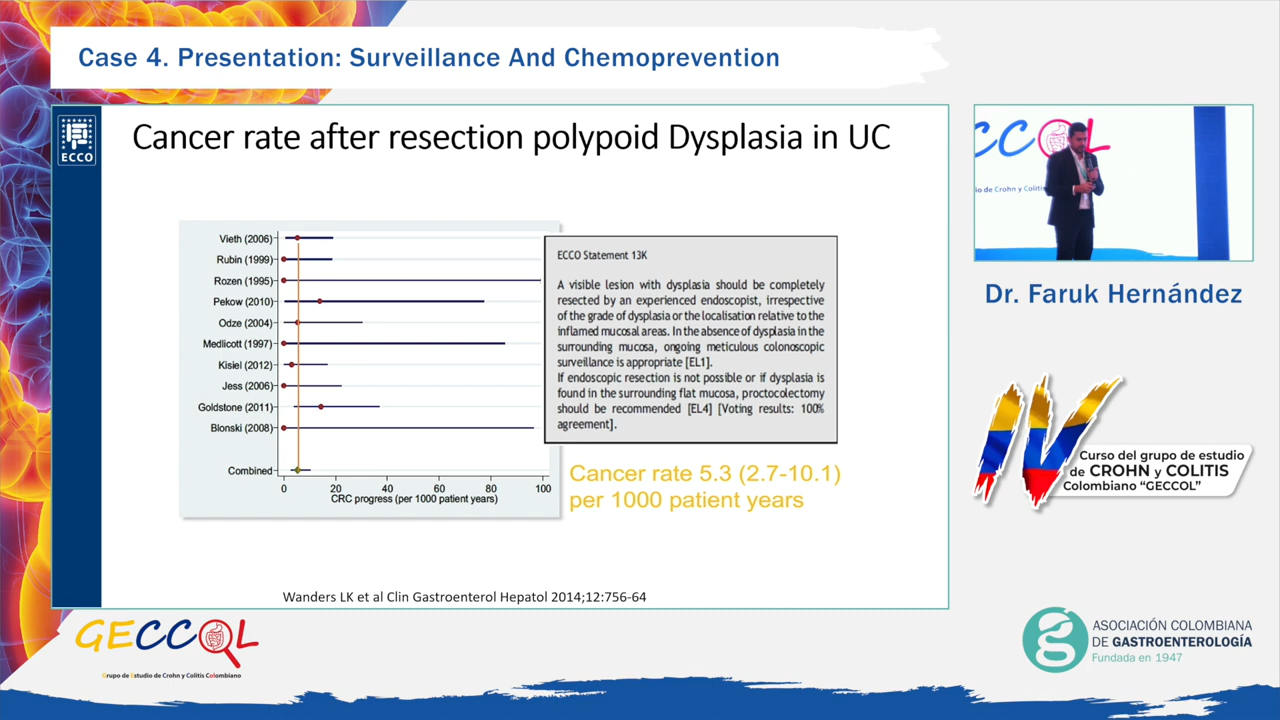 Case 4. Presentation: Surveillance And Chemoprevention
ECCO
Cancer rate after resection polypoid Dysplasia in UC
Vieth (2006)
Rubin (1999)
Rozen (1995)
Pekow (2010)
Odze (2004)
Medlicott (1997)
Kisiel (2012)
Jess (2006)
Goldstone (2011)
Blonski (2008)
Combined
0 20 40 60 80 100
CRC progress (per 1000 patient years)
ECCO Statement 13K
A visible lesion with dysplasia should be completely
resected by an experienced endoscopist, irrespective
of the grade of dysplasia or the localisation relative to the
inflamed mucosal areas. In the absence of dysplasia in the
surrounding mucosa, ongoing meticulous colonoscopic
surveillance is appropriate [EL1].
If endoscopic resection is not possible or if dysplasia is
found in the surrounding flat mucosa, proctocolectomy
should be recommended [EL4] [Voting results: 100%
agreement].
Cancer rate 5.3 (2.7-10.1)
per 1000 patient years
Wanders LK et al Clin Gastroenterol Hepatol 2014;12:756-64
CCOL
io de Crohn y Colitis
Dr. Faruk Hernández
IV
Curso del grupo de estudio
de CROHN y COLITIS
Colombiano “GECCOL”
GECCOL
Grupo de Estudio de Crohn y Colitis Colombiano
ASOCIACIÓN COLOMBIANA
DE GASTROENTEROLOGÍA
Fundada en 1947